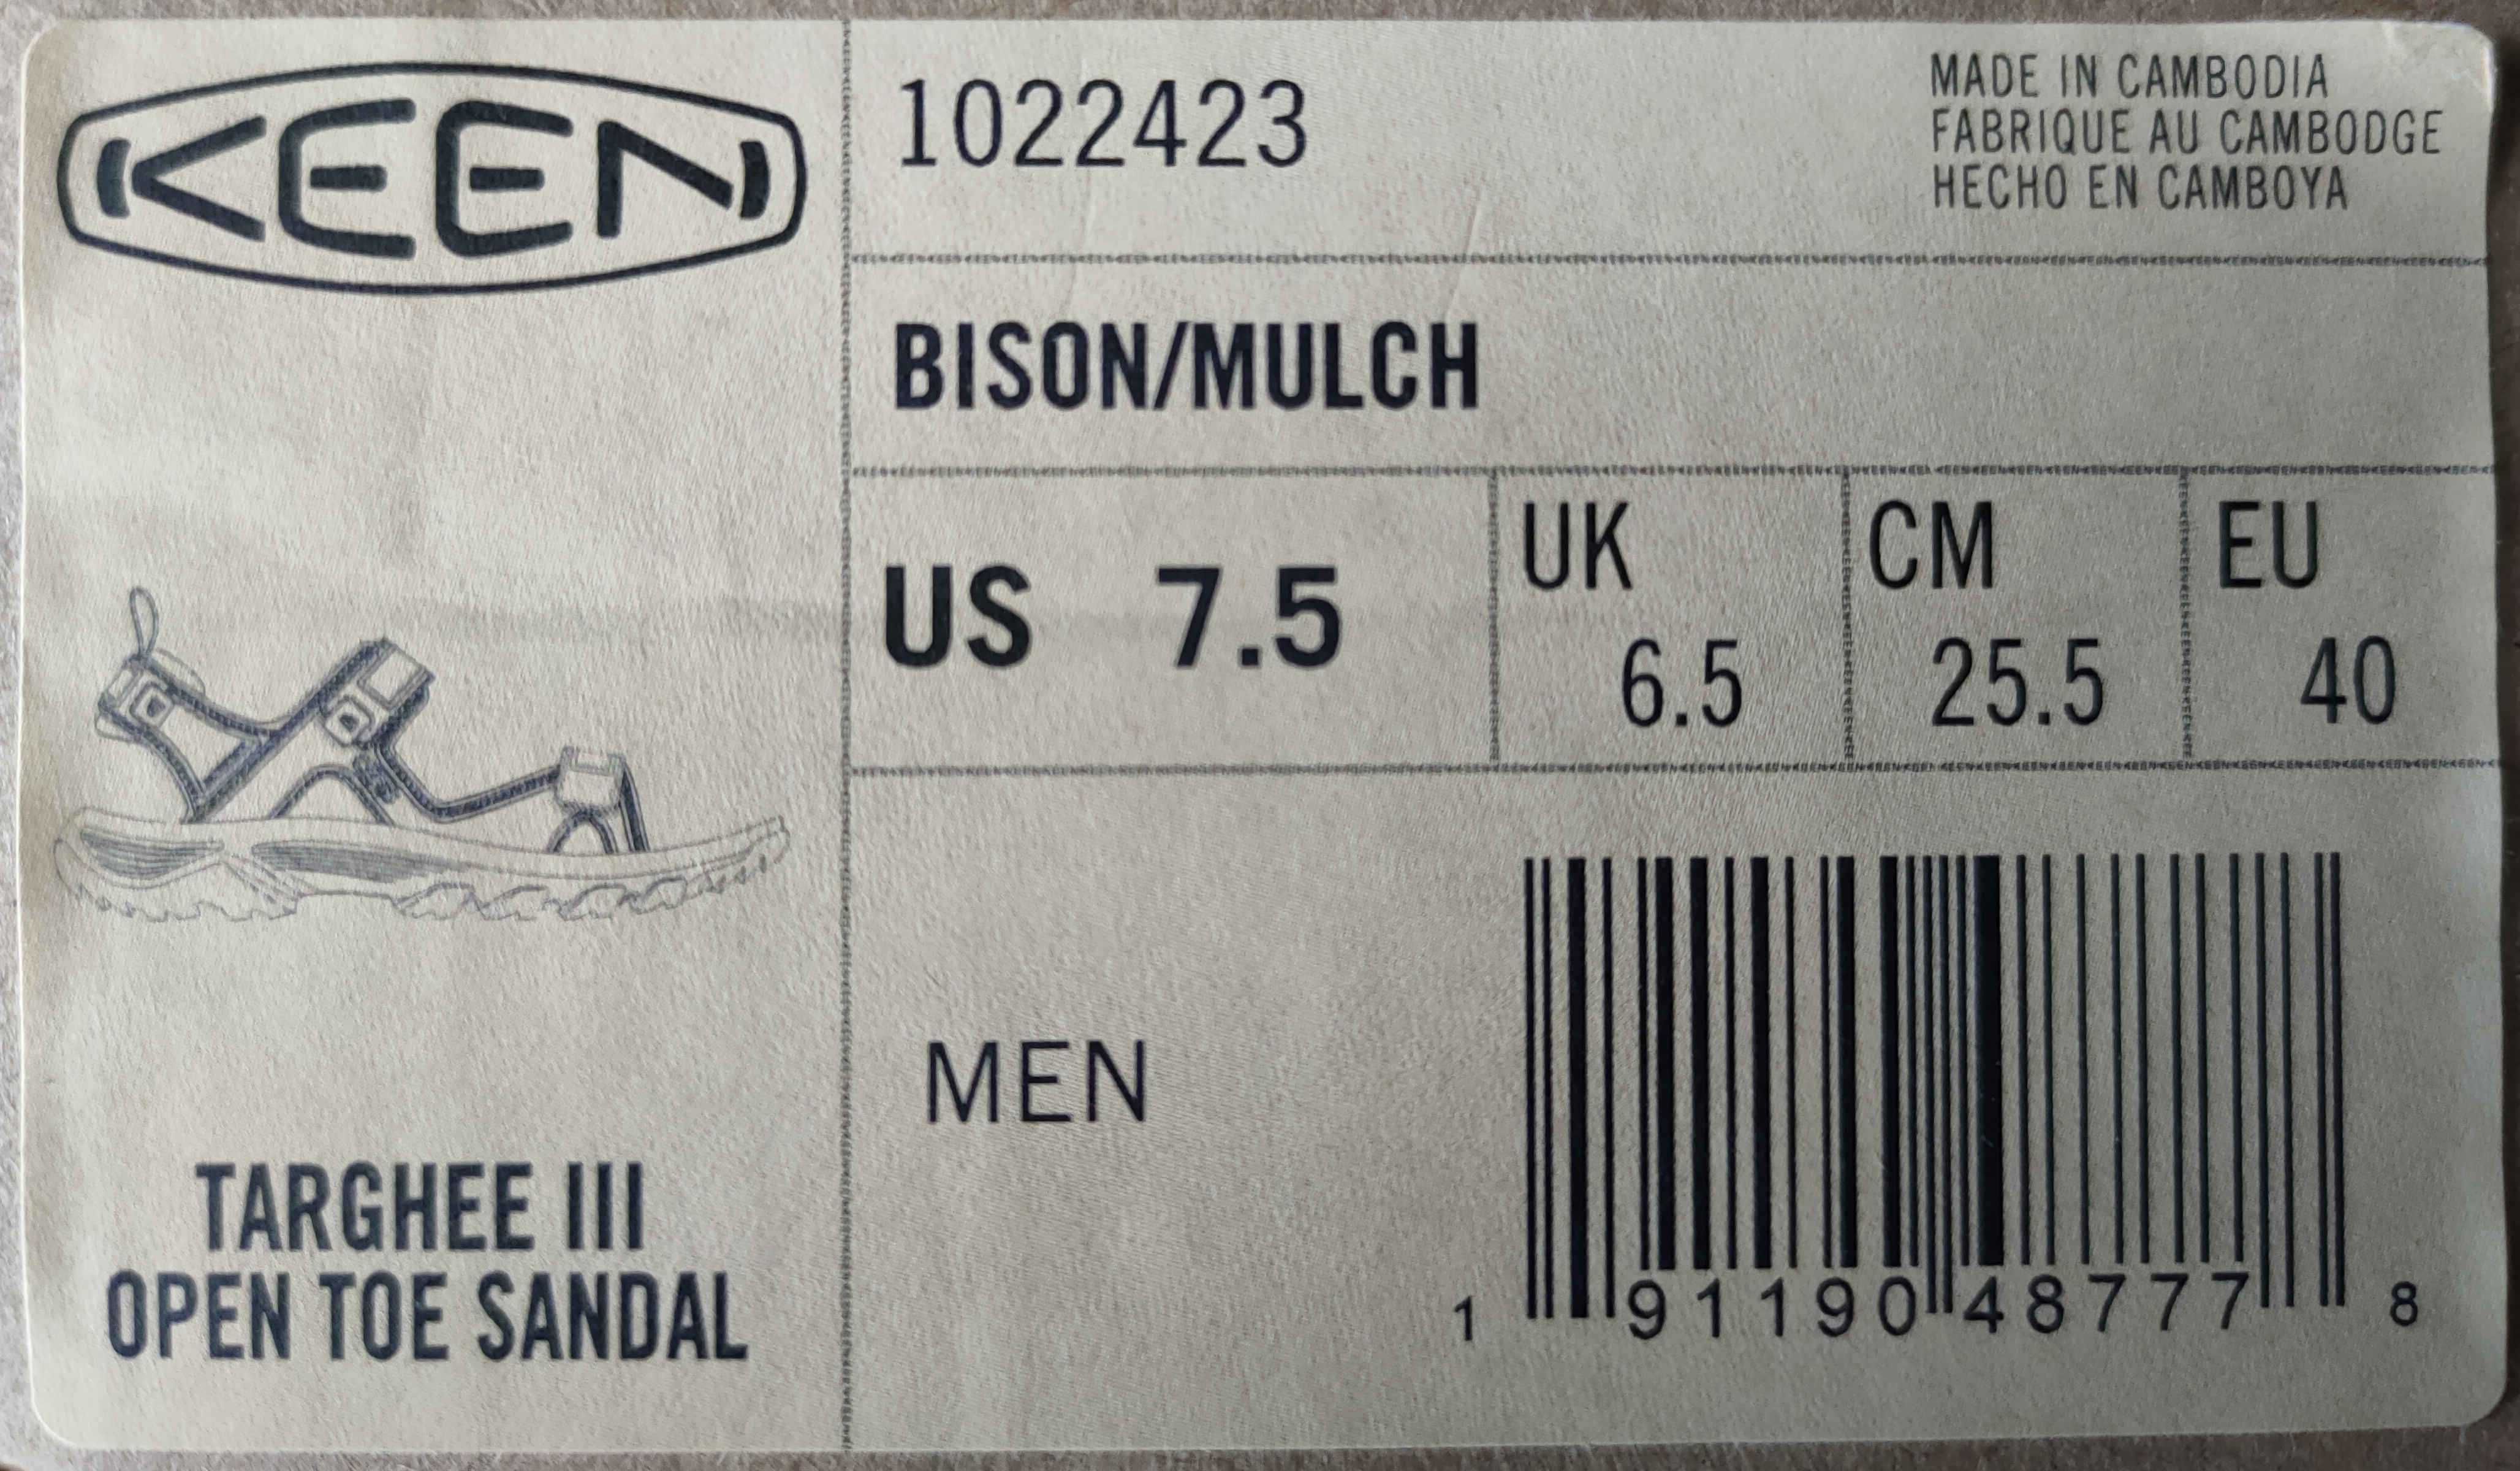 KEEN
1022423
MADE IN CAMBODIA
FABRIQUE AU CAMBODGE
HECHO EN CAMBOYA
BISON/MULCH
US 7.5
UK
6.5
CM
25.5
EU
40
MEN
TARGHEE III
OPEN TOE SANDAL
1 91190 48777 8